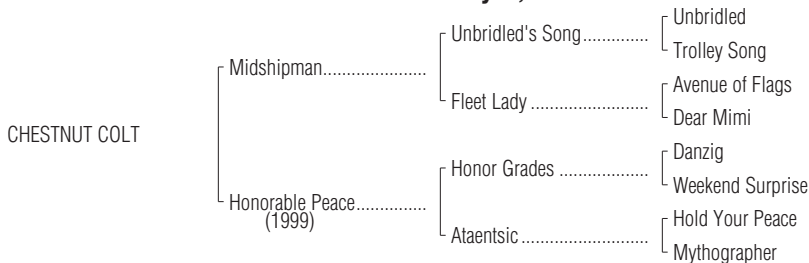 Unbridled
Unbridled's Song..............
Trolley Song
Midshipman......................
Avenue of Flags
Fleet Lady .........................
Dear Mimi
CHESTNUT COLT
Danzig
Honor Grades ...................
Weekend Surprise
Honorable Peace...............
(1999)
Hold Your Peace
Ataentsic...........................
Mythographer